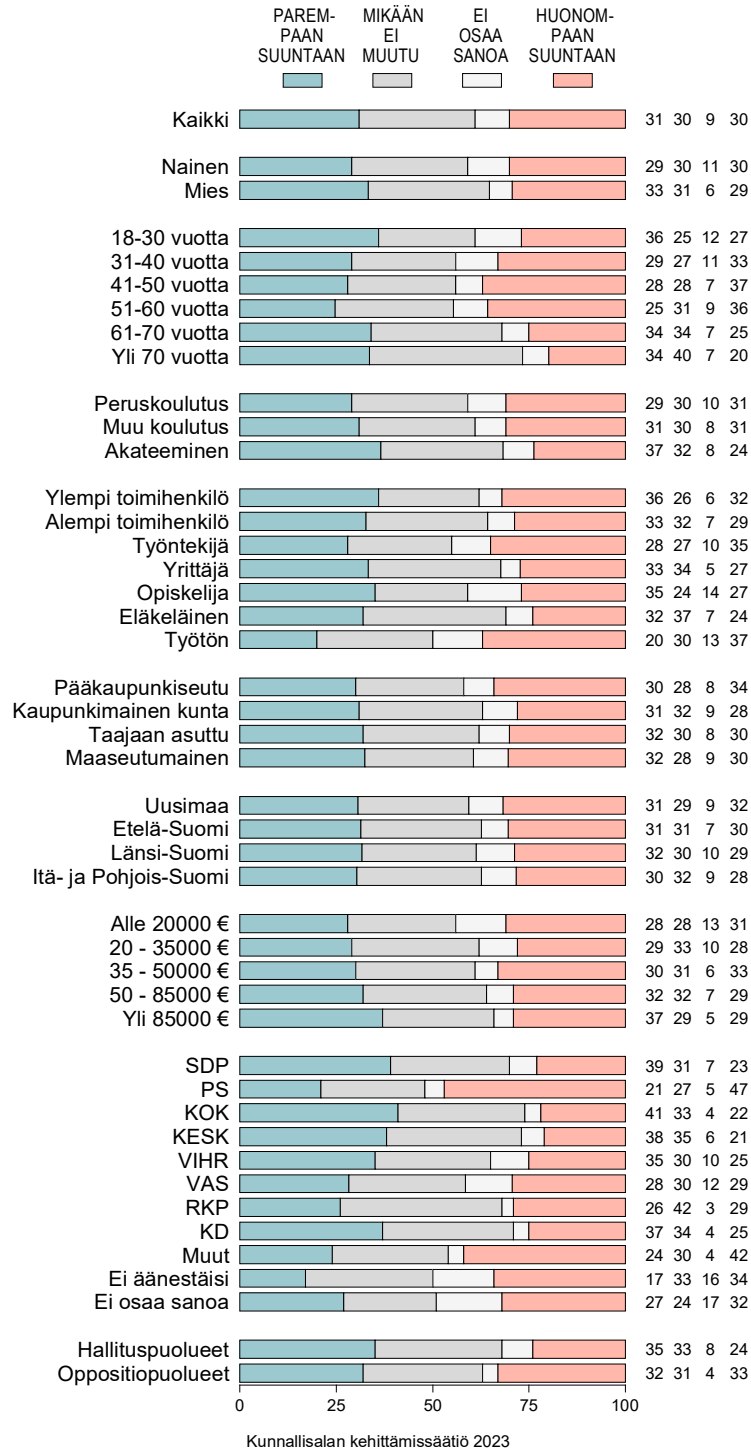 PAREM-
PAAN
SUUNTAAN
MIKÄÄN
EI
MUUTU
EI
OSAA
SANOA
HUONOM-
PAAN
SUUNTAAN
Kaikki 31 30 9 30
Nainen 29 30 11 30
Mies 33 31 6 29
18-30 vuotta 36 25 12 27
31-40 vuotta 29 27 11 33
41-50 vuotta 28 28 7 37
51-60 vuotta 25 31 9 36
61-70 vuotta 34 34 7 25
Yli 70 vuotta 34 40 7 20
Peruskoulutus 29 30 10 31
Muu koulutus 31 30 8 31
Akateeminen 37 32 8 24
Ylempi toimihenkilö 36 26 6 32
Alempi toimihenkilö 33 32 7 29
Työntekijä 28 27 10 35
Yrittäjä 33 34 5 27
Opiskelija 35 24 14 27
Eläkeläinen 32 37 7 24
Työtön 20 30 13 37
Pääkaupunkiseutu 30 28 8 34
Kaupunkimainen kunta 31 32 9 28
Taajaan asuttu 32 30 8 30
Maaseutumainen 32 28 9 30
Uusimaa 31 29 9 32
Etelä-Suomi 31 31 7 30
Länsi-Suomi 32 30 10 29
Itä- ja Pohjois-Suomi 30 32 9 28
Alle 20000 € 28 28 13 31
20 - 35000 € 29 33 10 28
35 - 50000 € 30 31 6 33
50 - 85000 € 32 32 7 29
Yli 85000 € 37 29 5 29
SDP 39 31 7 23
PS 21 27 5 47
KOK 41 33 4 22
KESK 38 35 6 21
VIHR 35 30 10 25
VAS 28 30 12 29
RKP 26 42 3 29
KD 37 34 4 25
Muut 24 30 4 42
Ei äänestäisi 17 33 16 34
Ei osaa sanoa 27 24 17 32
Hallituspuolueet 35 33 8 24
Oppositiopuolueet 32 31 4 33
0 25 50 75 100
Kunnallisalan kehittämissäätiö 2023